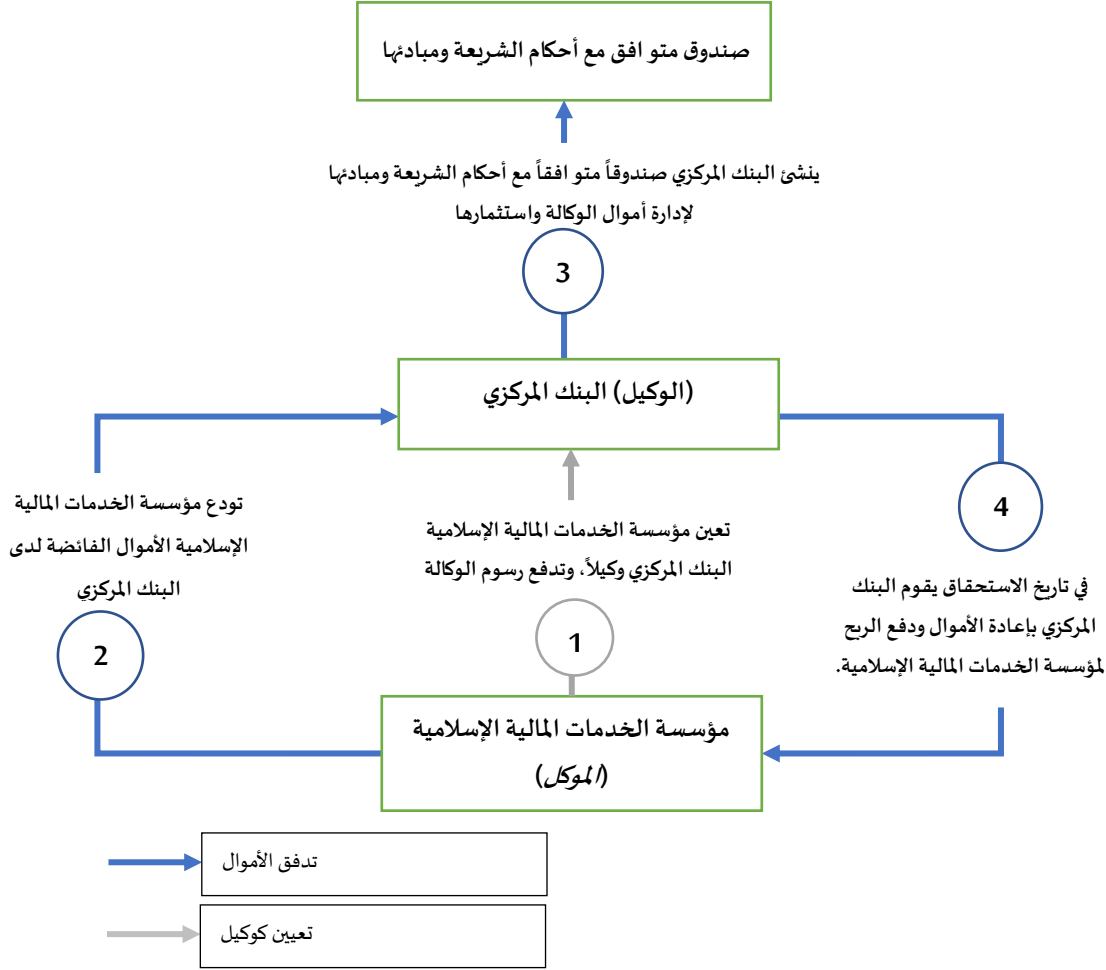 صندوق متوافق مع أحكام الشريعة ومبادئها
ينشئ البنك المركزي صندوقاً متوافقاً مع أحكام الشريعة ومبادئها
لإدارة أموال الوكالة واستثمارها
3
(الوكيل) البنك المركزي
4
في تاريخ الاستحقاق يقوم البنك
المركزي بإعادة الأموال ودفع الربح
لمؤسسة الخدمات المالية الإسلامية.
تعين مؤسسة الخدمات المالية الإسلامية
البنك المركزي وكيلاً، وتدفع رسوم الوكالة
1
تودع مؤسسة الخدمات المالية
الإسلامية الأموال الفائضة لدى
البنك المركزي
2
مؤسسة الخدمات المالية الإسلامية
(الموكل)
تدفق الأموال
تعيين كوكيل